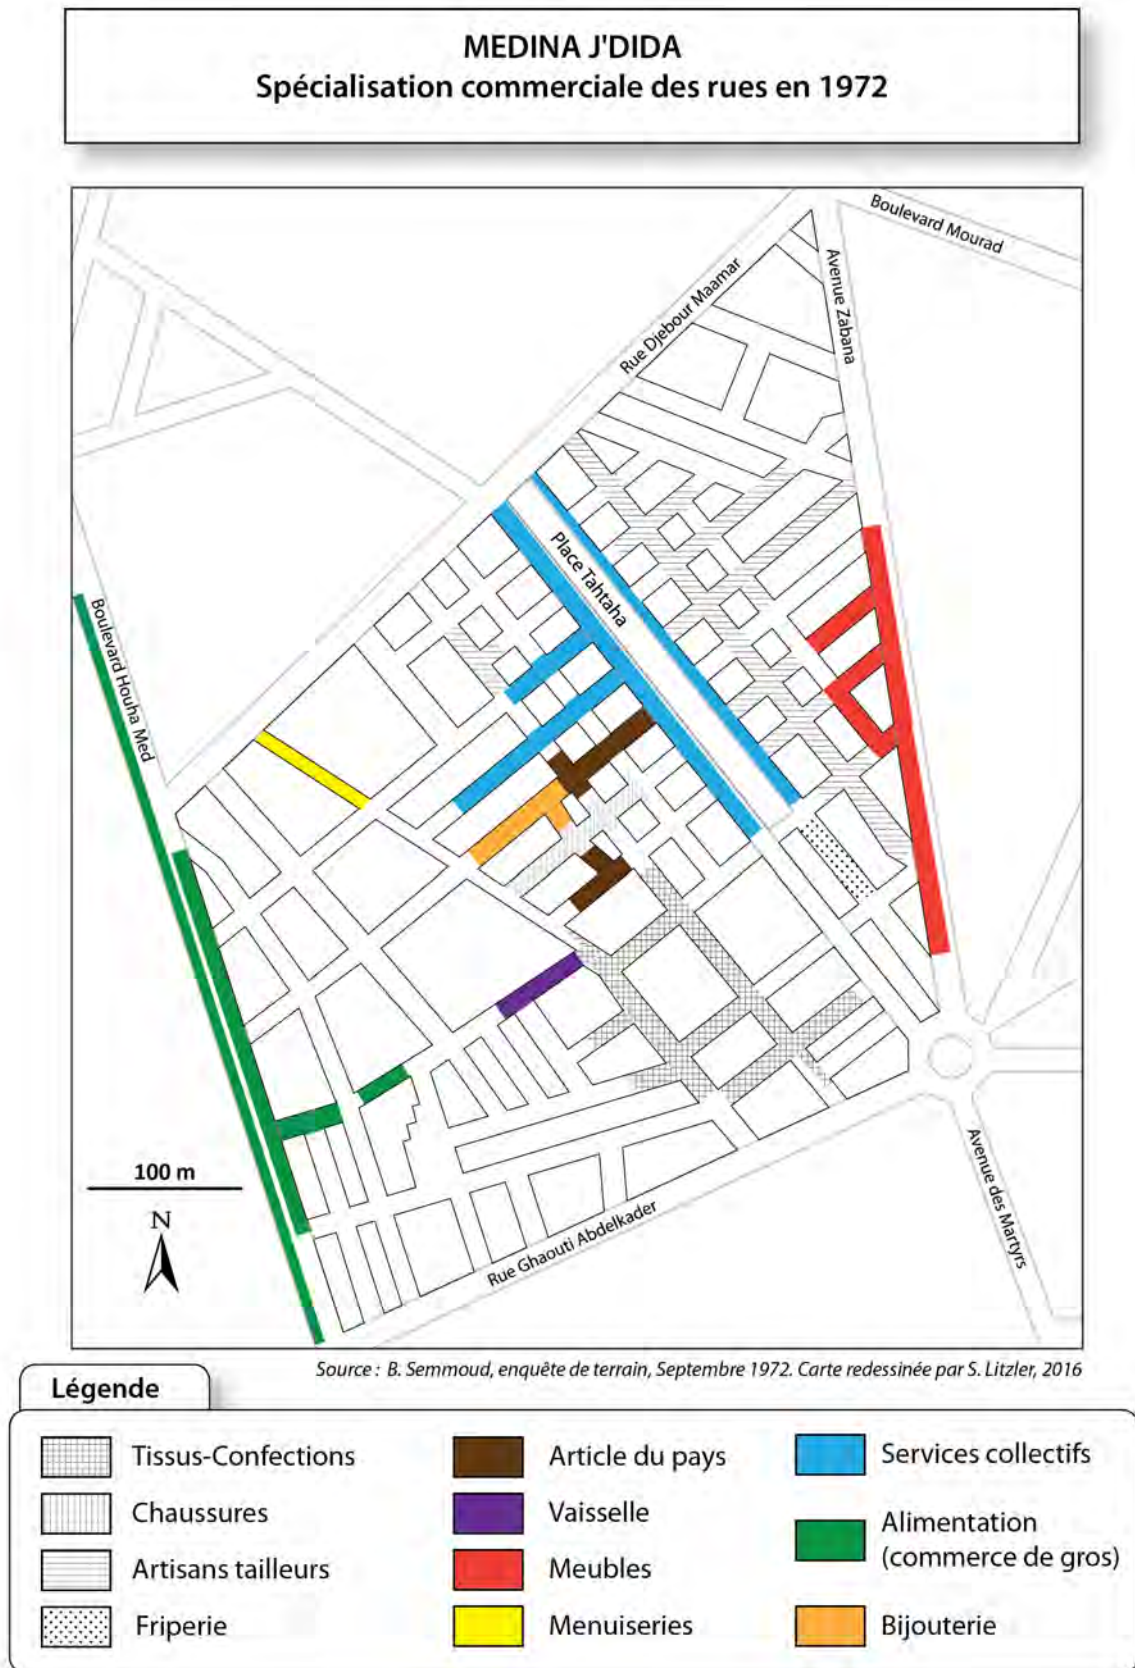 MEDINA J'DIDA
Spécialisation commerciale des rues en 1972
Boulevard Mourad
Avenue Zabana
Rue Djebour Maamar
Place Tahtaha
Boulevard Houha Med
100 m
N
Avenue des Martyrs
Rue Ghaouti Abdelkader
Source : B. Semmoud, enquête de terrain, Septembre 1972. Carte redessinée par S. Litzler, 2016
Légende
Tissus-Confections
Chaussures
Artisans tailleurs
Friperie
Article du pays
Vaisselle
Meubles
Menuiseries
Services collectifs
Alimentation
(commerce de gros)
Bijouterie